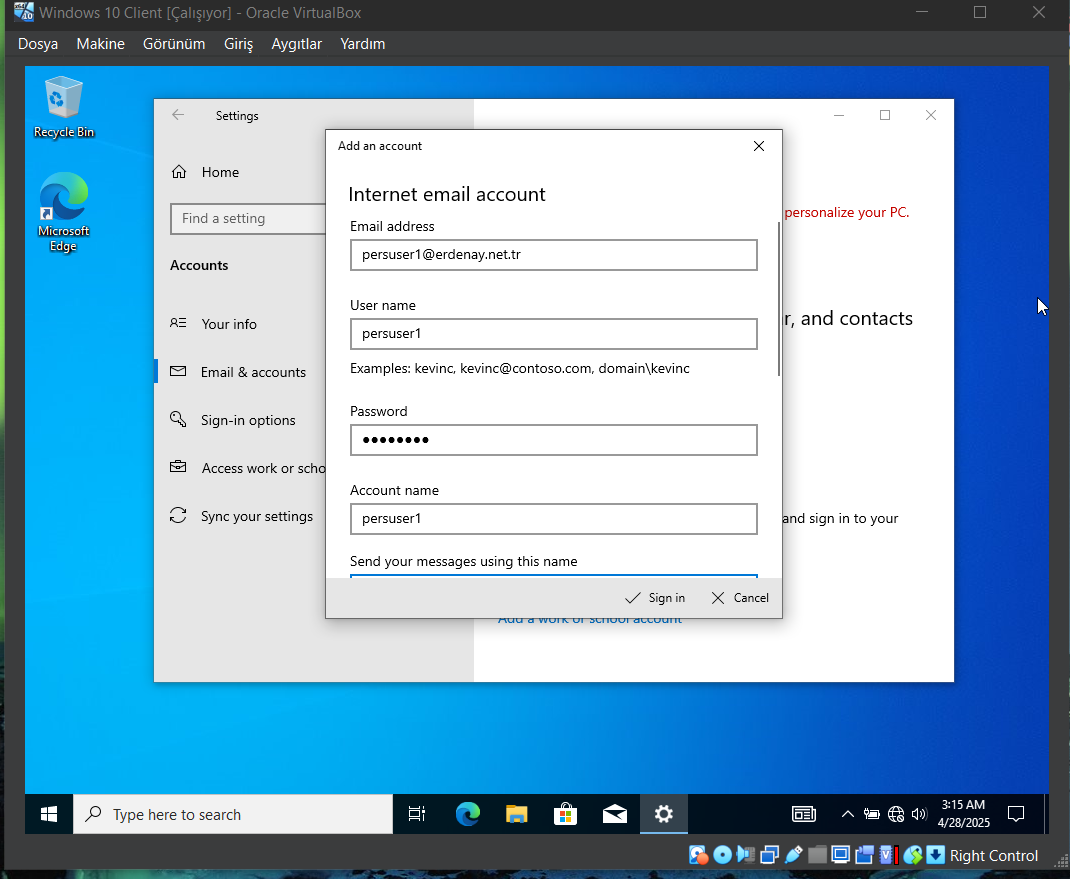 Windows 10 Client [Çalışıyor] - Oracle VirtualBox
Dosya Makine Görünüm Giriş Aygıtlar Yardım
Recycle Bin
Microsoft
Edge
Settings
Home
Find a setting
Accounts
Your info
Email & accounts
Sign-in options
Access work or scho
Sync your settings
personalize your PC.
r, and contacts
and sign in to your
Add a work or school account
Add an account
Internet email account
Email address
persuser1@erdenay.net.tr
User name
persuser1
Examples: kevinc, kevinc@contoso.com, domain\kevinc
Password
••••••••
Account name
persuser1
Send your messages using this name
Sign in Cancel
Type here to search
3:15 AM
4/28/2025
Right Control